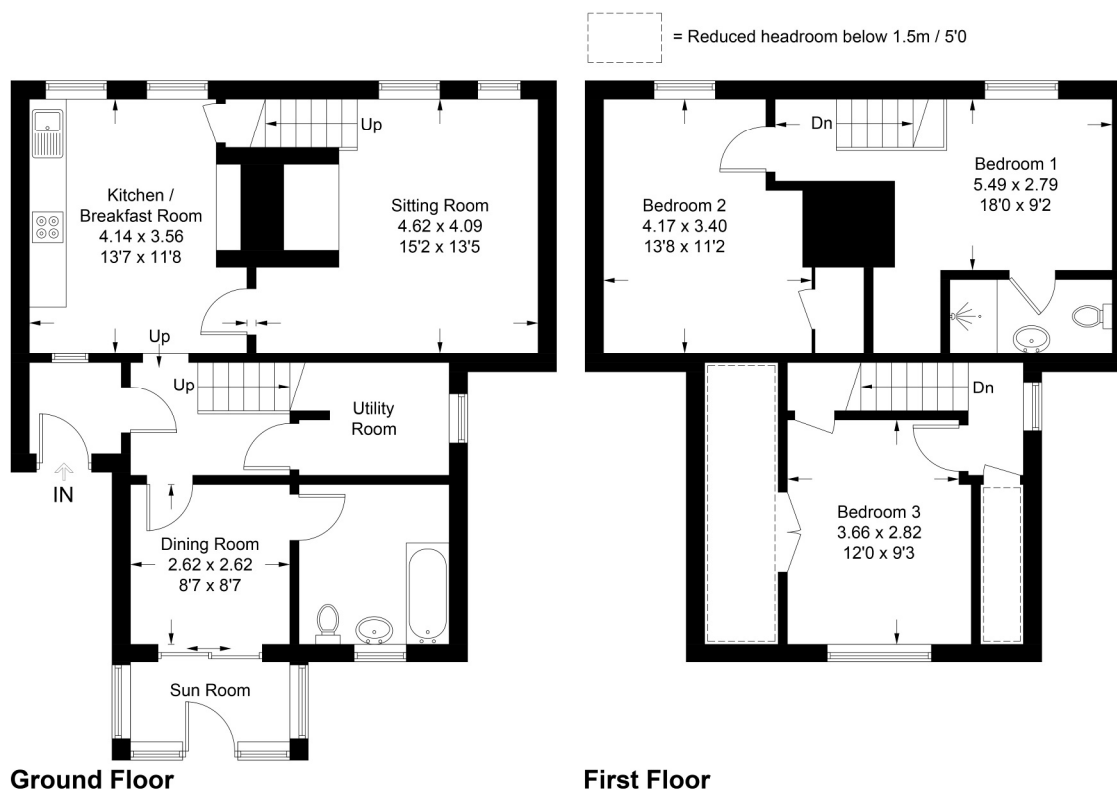 = Reduced headroom below 1.5m / 5'0
Up
Kitchen /
Breakfast Room
4.14 x 3.56
13'7 x 11'8
Sitting Room
4.62 x 4.09
15'2 x 13'5
Up
Up
Utility
Room
IN
Dining Room
2.62 x 2.62
8'7 x 8'7
Sun Room
Ground Floor
Dn
Bedroom 1
5.49 x 2.79
18'0 x 9'2
Bedroom 2
4.17 x 3.40
13'8 x 11'2
Dn
Bedroom 3
3.66 x 2.82
12'0 x 9'3
First Floor